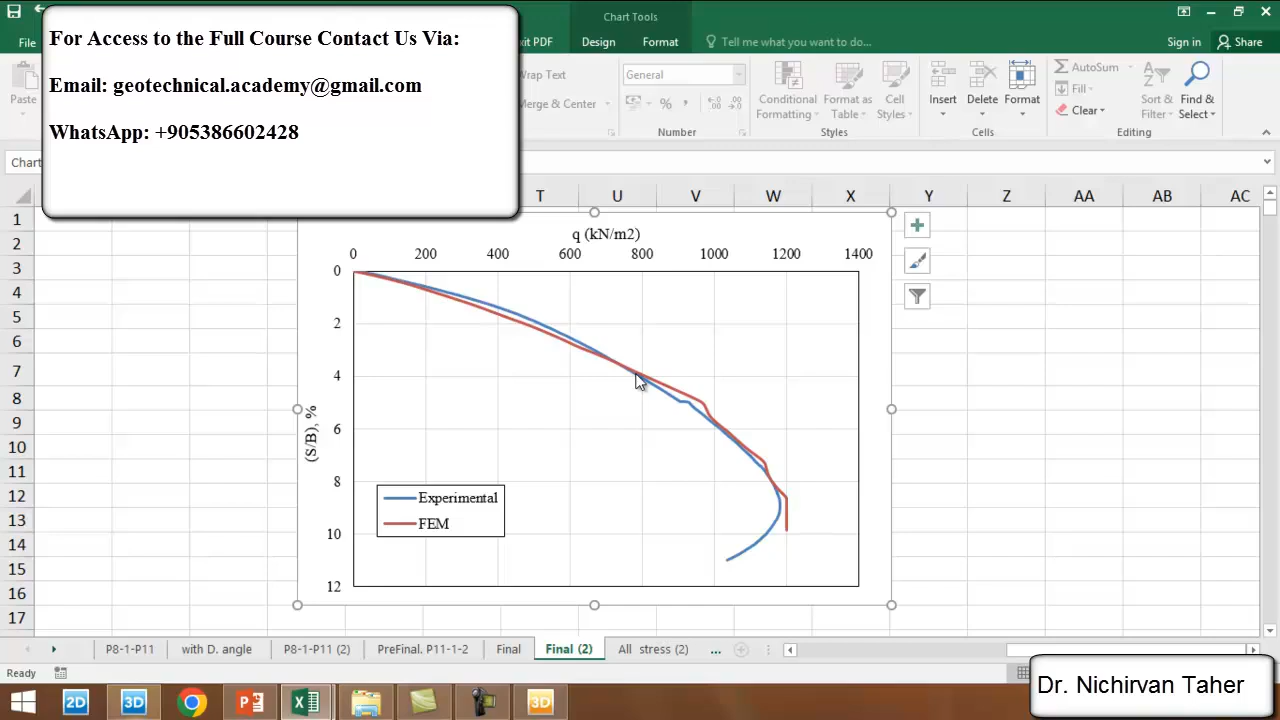 For Access to the Full Course Contact Us Via:
Email: geotechnical.academy@gmail.com
WhatsApp: +905386602428
Chart Tools
File
xit PDF
Design
Format
Tell me what you want to do...
Sign in
Share
Paste
Wrap Text
Merge & Center
General
% ,
Conditional Formatting
Format as Table
Cell Styles
Insert
Delete
Format
AutoSum
Fill
Clear
Sort & Filter
Find & Select
Number
Styles
Cells
Editing
Chart
T U V W X Y Z AA AB AC
1
2
3
4
5
6
7
8
9
10
11
12
13
14
15
16
17
q (kN/m2)
0 200 400 600 800 1000 1200 1400
0
2
4
6
8
10
12
(S/B), %
Experimental
FEM
P8-1-P11
with D. angle
P8-1-P11 (2)
PreFinal. P11-1-2
Final
Final (2)
All stress (2)
...
Ready
2D
3D
3D
Dr. Nichirvan Taher